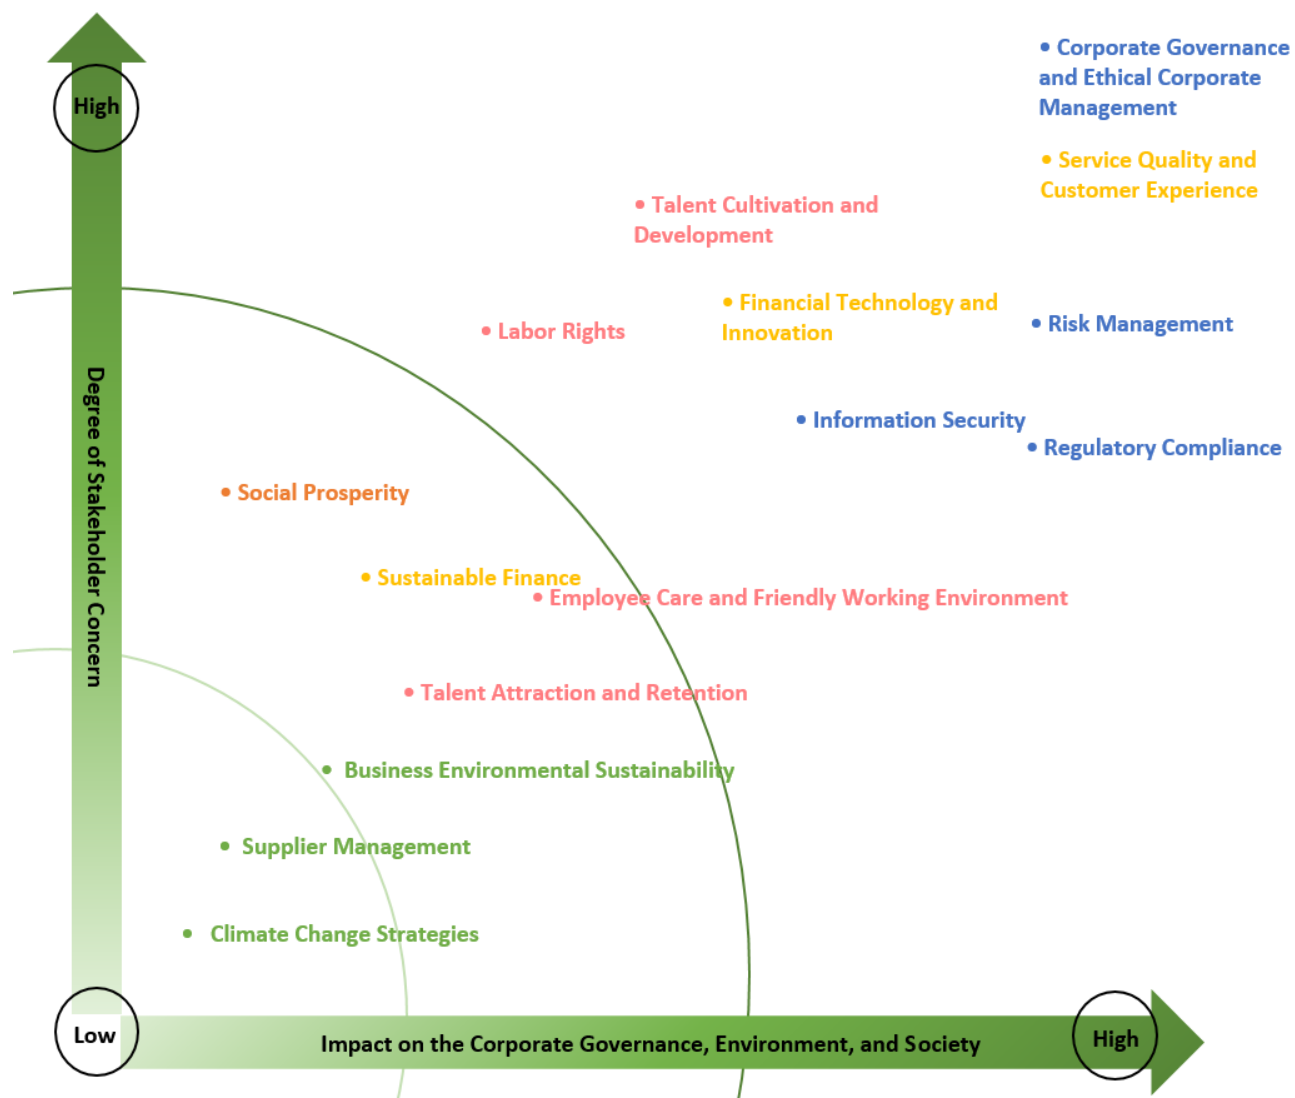 High
• Corporate Governance
and Ethical Corporate
Management
• Service Quality and
Customer Experience
• Talent Cultivation and
Development
• Financial Technology and
Innovation
• Labor Rights
• Risk Management
• Information Security
• Regulatory Compliance
Degree of Stakeholder Concern
• Social Prosperity
• Sustainable Finance
• Employee Care and Friendly Working Environment
• Talent Attraction and Retention
• Business Environmental Sustainability
• Supplier Management
• Climate Change Strategies
Low
Impact on the Corporate Governance, Environment, and Society
High